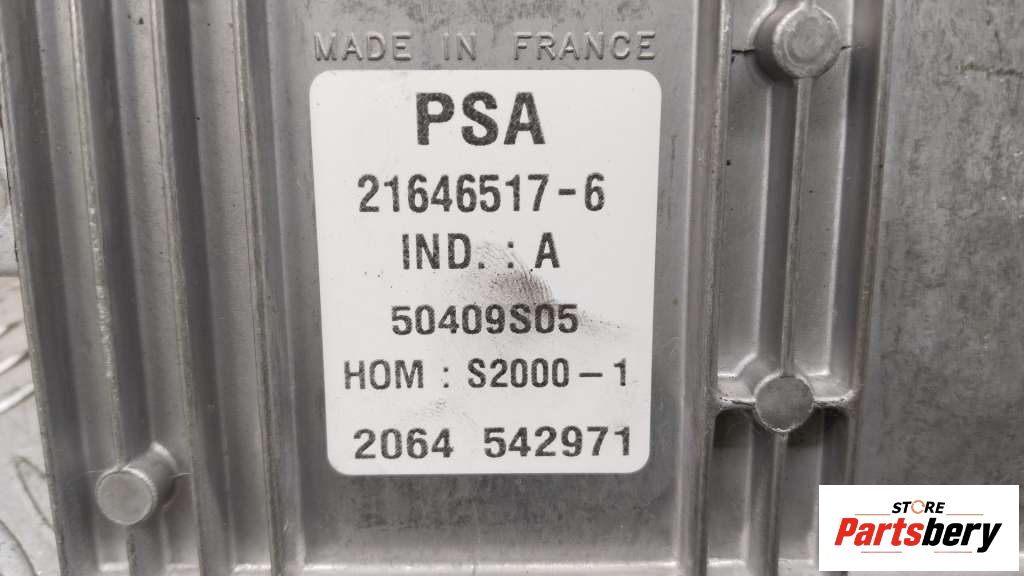 MADE IN FRANCE
PSA
21646517-6
IND. : A
50409S05
HOM : S2000-1
2064 542971
STORE
Partsbery